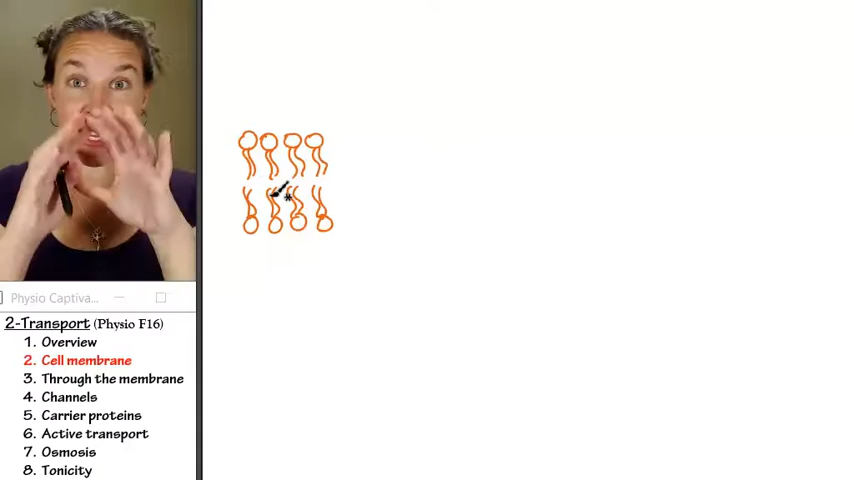 Physio Captiva...
2-Transport (Physio F16)
1. Overview
2. Cell membrane
3. Through the membrane
4. Channels
5. Carrier proteins
6. Active transport
7. Osmosis
8. Tonicity